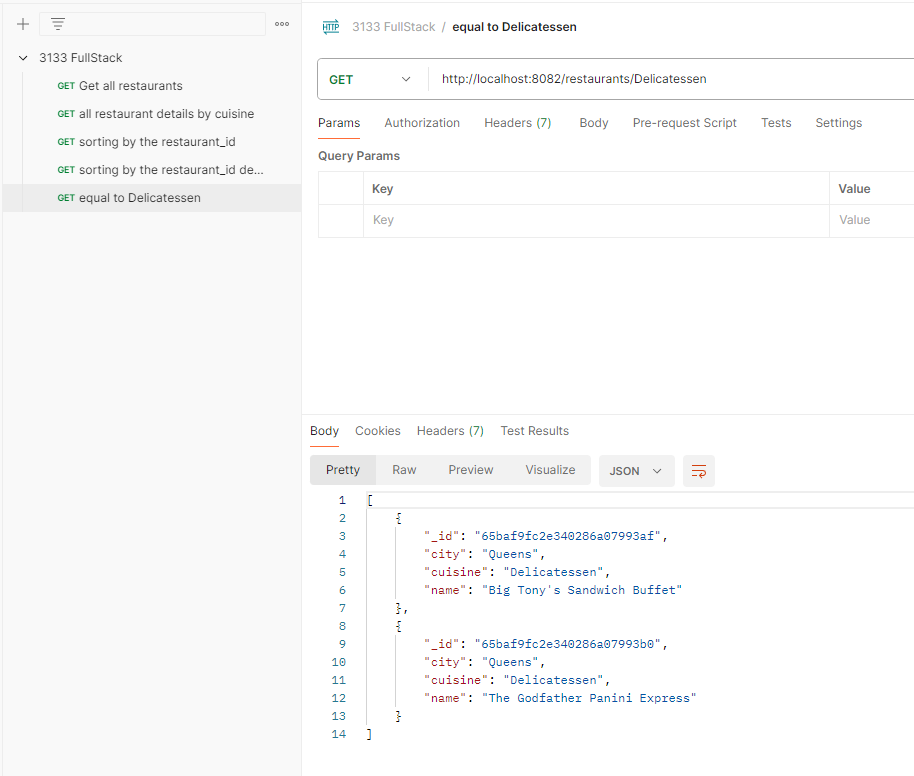 3133 FullStack
GET Get all restaurants
GET all restaurant details by cuisine
GET sorting by the restaurant_id
GET sorting by the restaurant_id de...
GET equal to Delicatessen
HTTP 3133 FullStack / equal to Delicatessen
GET http://localhost:8082/restaurants/Delicatessen
Params Authorization Headers (7) Body Pre-request Script Tests Settings
Query Params
Key Value
Key Value
Body Cookies Headers (7) Test Results
Pretty Raw Preview Visualize JSON
1 [
2 {
3 "_id": "65baf9fc2e340286a07993af",
4 "city": "Queens",
5 "cuisine": "Delicatessen",
6 "name": "Big Tony's Sandwich Buffet"
7 },
8 {
9 "_id": "65baf9fc2e340286a07993b0",
10 "city": "Queens",
11 "cuisine": "Delicatessen",
12 "name": "The Godfather Panini Express"
13 }
14 ]